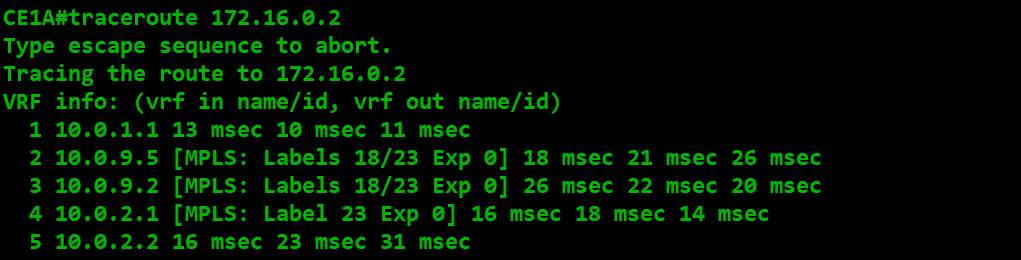 CE1A#traceroute 172.16.0.2
Type escape sequence to abort.
Tracing the route to 172.16.0.2
VRF info: (vrf in name/id, vrf out name/id)
  1 10.0.1.1 13 msec 10 msec 11 msec
  2 10.0.9.5 [MPLS: Labels 18/23 Exp 0] 18 msec 21 msec 26 msec
  3 10.0.9.2 [MPLS: Labels 18/23 Exp 0] 26 msec 22 msec 20 msec
  4 10.0.2.1 [MPLS: Label 23 Exp 0] 16 msec 18 msec 14 msec
  5 10.0.2.2 16 msec 23 msec 31 msec